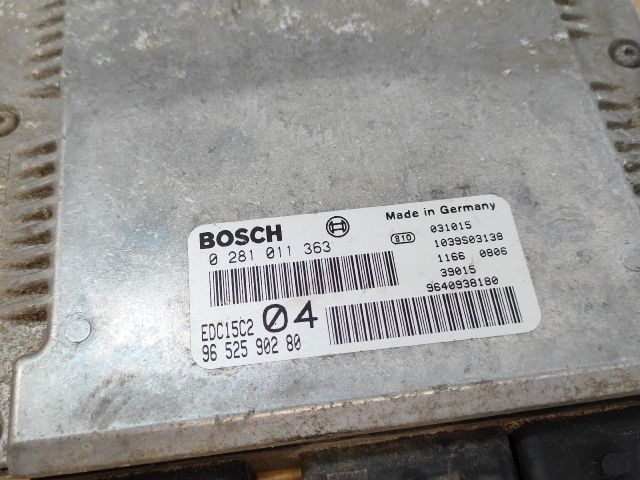 BOSCH
0 281 011 363
EDC15C2 04
96 525 902 80
Made in Germany
810 031015
1039S03138
1166 0806
39015
9640938180